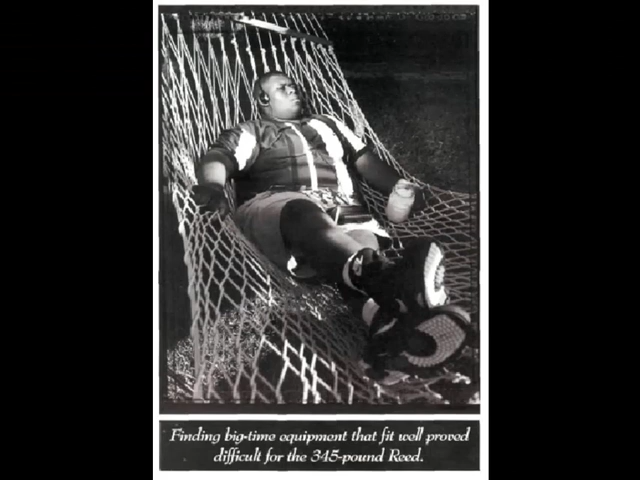 Finding big-time equipment that fit well proved
difficult for the 345-pound Reed.